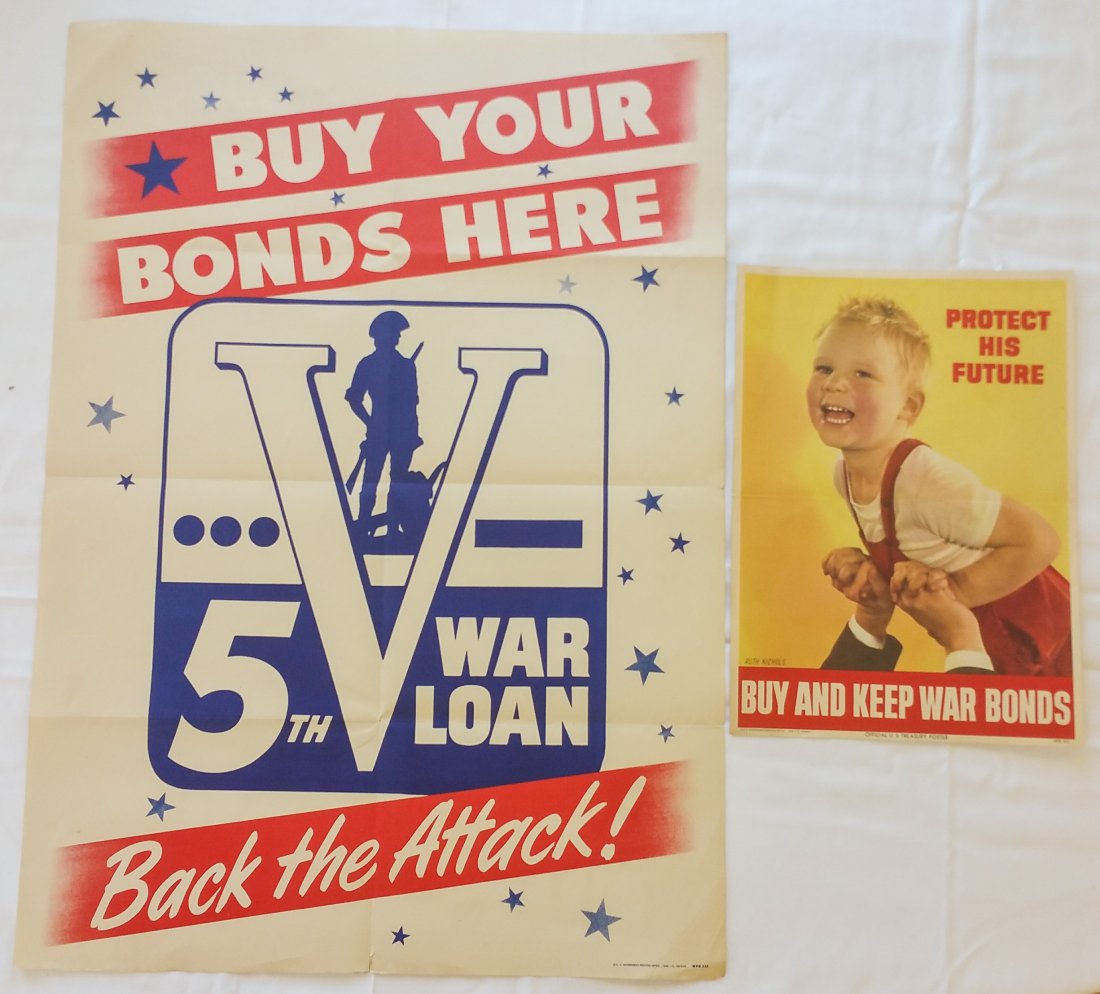 BUY YOUR
BONDS HERE
V
5TH
WAR
LOAN
Back the Attack!
PROTECT
HIS
FUTURE
RUTH NICHOLS
BUY AND KEEP WAR BONDS
OFFICIAL U.S. TREASURY POSTER